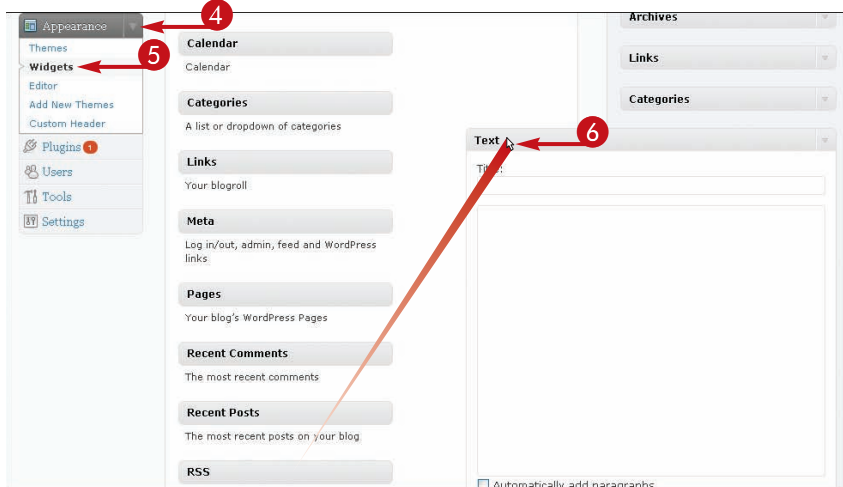 Appearance
4
Themes
5
Widgets
Editor
Add New Themes
Custom Header
Plugins 1
Users
Tools
Settings
Calendar
Calendar
Categories
A list or dropdown of categories
Links
Your blogroll
Meta
Log in/out, admin, feed and WordPress
links
Pages
Your blog's WordPress Pages
Recent Comments
The most recent comments
Recent Posts
The most recent posts on your blog
RSS
Archives
Links
Categories
6
Text
Title:
Automatically add paragraphs